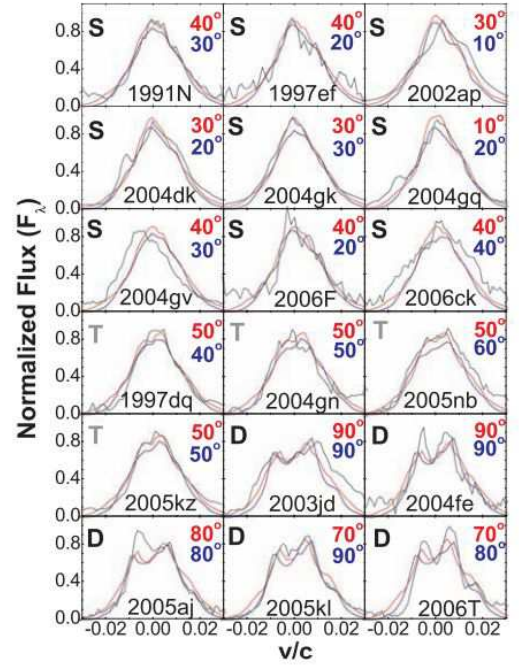 0.8 S 40° S 40° S 30°
0.4 30° 20° 10°
0.0 1991N 1997ef 2002ap
0.8 S 30° S 30° S 10°
0.4 20° 30° 20°
0.0 2004dk 2004gk 2004gq
Normalized Flux (Fλ)
0.8 S 40° S 40° S 40°
0.4 30° 20° 40°
0.0 2004gv 2006F 2006ck
0.8 T 50° T 50° T 50°
0.4 40° 50° 60°
0.0 1997dq 2004gn 2005nb
0.8 T 50° D 90° D 90°
0.4 50° 90° 90°
0.0 2005kz 2003jd 2004fe
0.8 D 80° D 70° D 70°
0.4 80° 90° 80°
0.0 2005aj 2005kl 2006T
-0.02 0.00 0.02 -0.02 0.00 0.02 -0.02 0.00 0.02
v/c